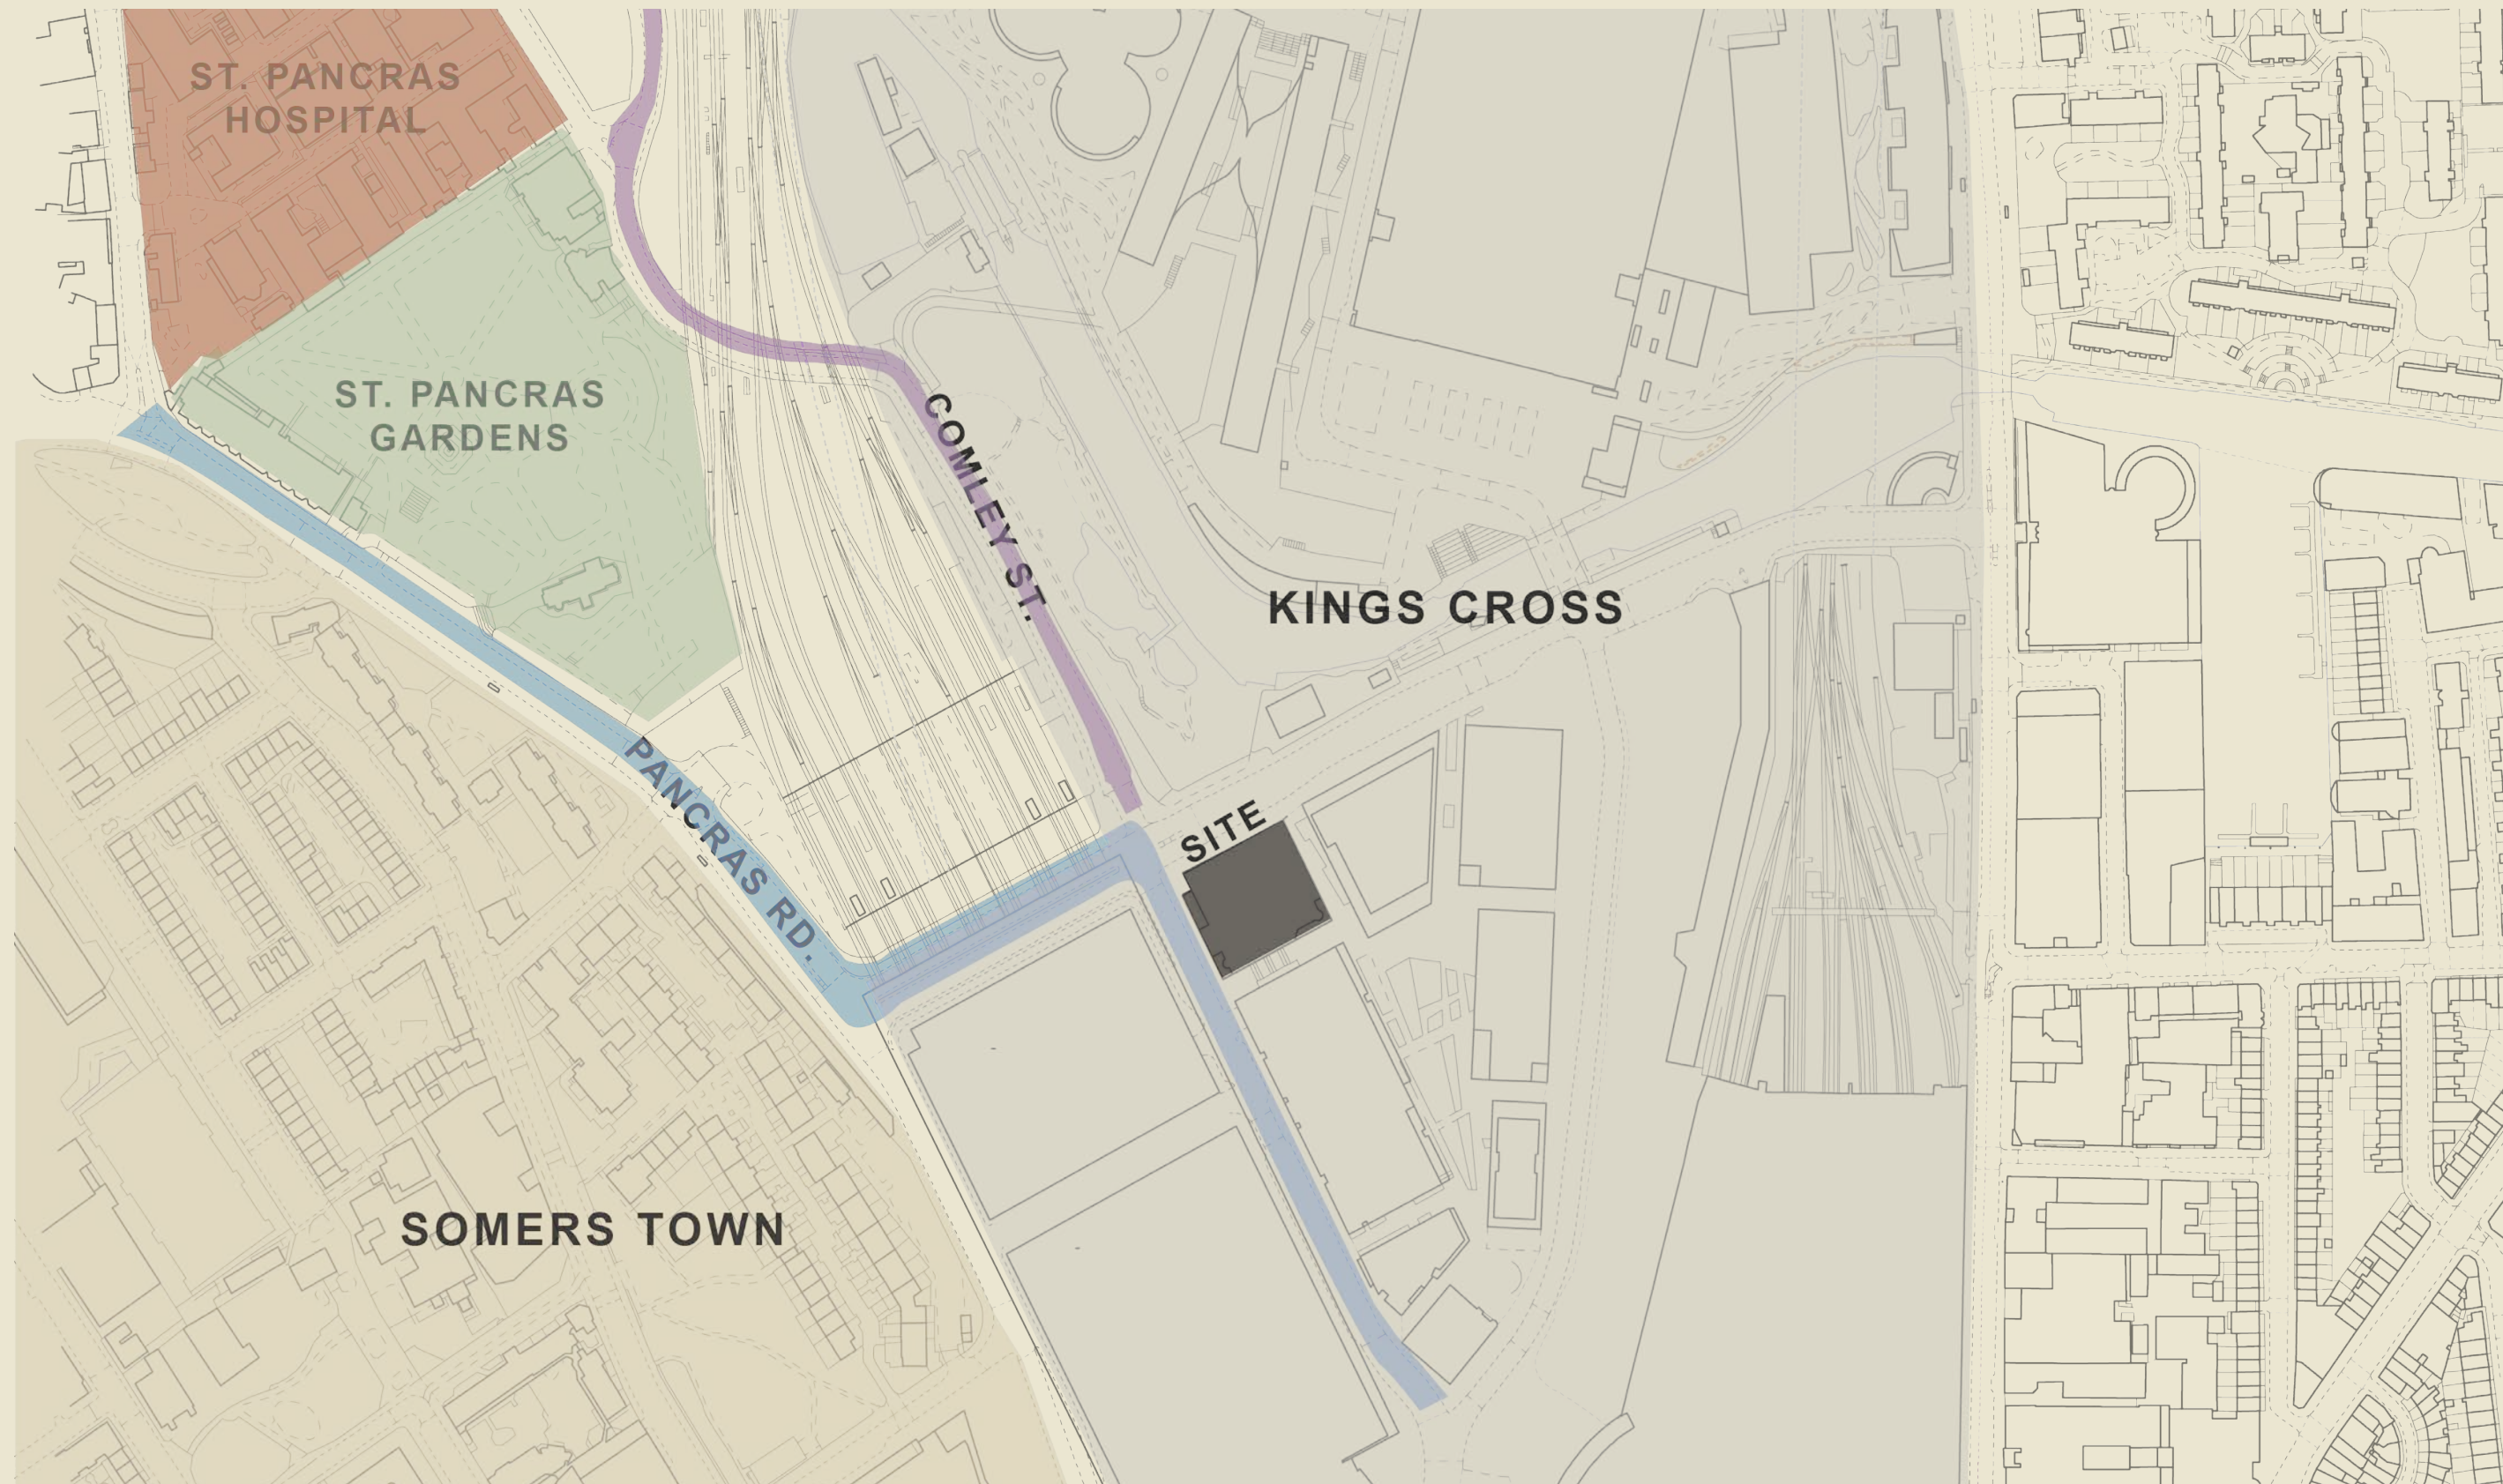 ST. PANCRAS
HOSPITAL
ST. PANCRAS
GARDENS
COMLEY ST.
KINGS CROSS
PANCRAS RD.
SITE
SOMERS TOWN